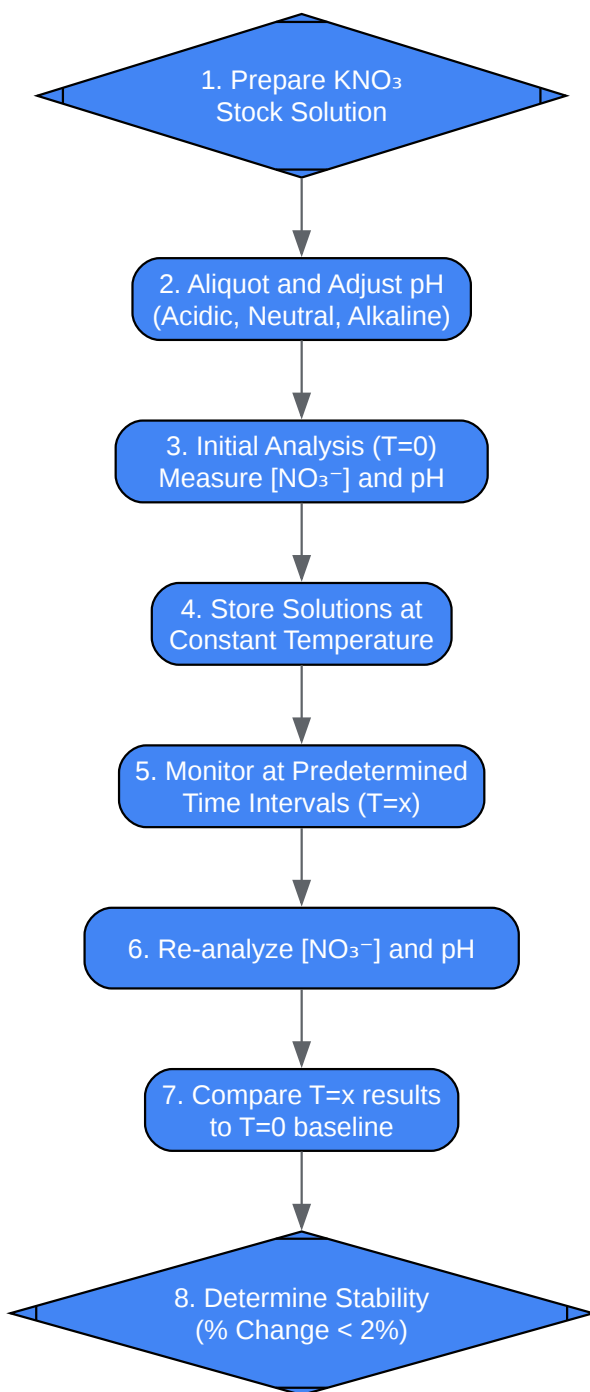 1. Prepare KNO₃
Stock Solution
2. Aliquot and Adjust pH
(Acidic, Neutral, Alkaline)
3. Initial Analysis (T=0)
Measure [NO₃⁻] and pH
4. Store Solutions at
Constant Temperature
5. Monitor at Predetermined
Time Intervals (T=x)
6. Re-analyze [NO₃⁻] and pH
7. Compare T=x results
to T=0 baseline
8. Determine Stability
(% Change < 2%)